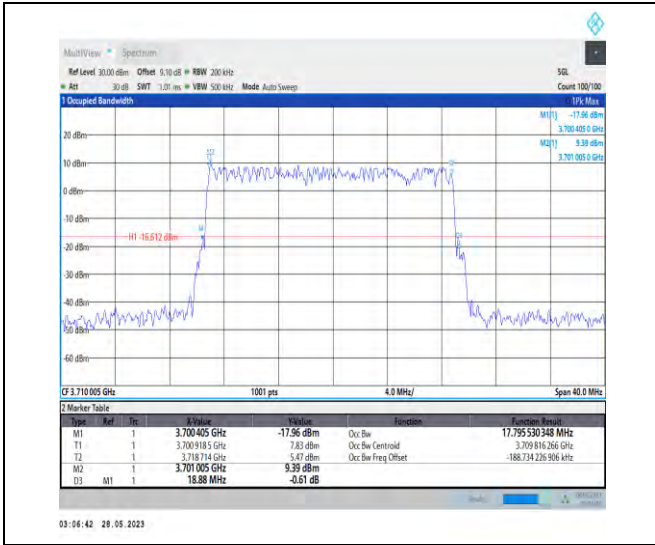 MultiView Spectrum
Ref Level 30.00 dBm Offset 9.10 dB RBW 200 kHz SGL
Att 30 dB SWT 1.01 ms VBW 500 kHz Mode Auto Sweep Count 100/100
1 Occupied Bandwidth 1Pk Max
M1[1] -17.96 dBm
3.700 405 0 GHz
20 dBm
M2[1] 9.39 dBm
3.701 005 0 GHz
10 dBm
0 dBm
-10 dBm
H1 -16.612 dBm
-20 dBm
-30 dBm
-40 dBm
-50 dBm
-60 dBm
CF 3.710 005 GHz 1001 pts 4.0 MHz/ Span 40.0 MHz
2 Marker Table
Type Ref Trc X-Value Y-Value Function Function Result
M1 1 3.700 405 GHz -17.96 dBm Occ Bw 17.795 530 348 MHz
T1 1 3.700 918 5 GHz 7.83 dBm Occ Bw Centroid 3.709 816 266 GHz
T2 1 3.718 714 GHz 5.47 dBm Occ Bw Freq Offset -188.734 226 906 kHz
M2 1 3.701 005 GHz 9.39 dBm
D3 M1 1 18.88 MHz -0.61 dB
03:06:42 28.05.2023